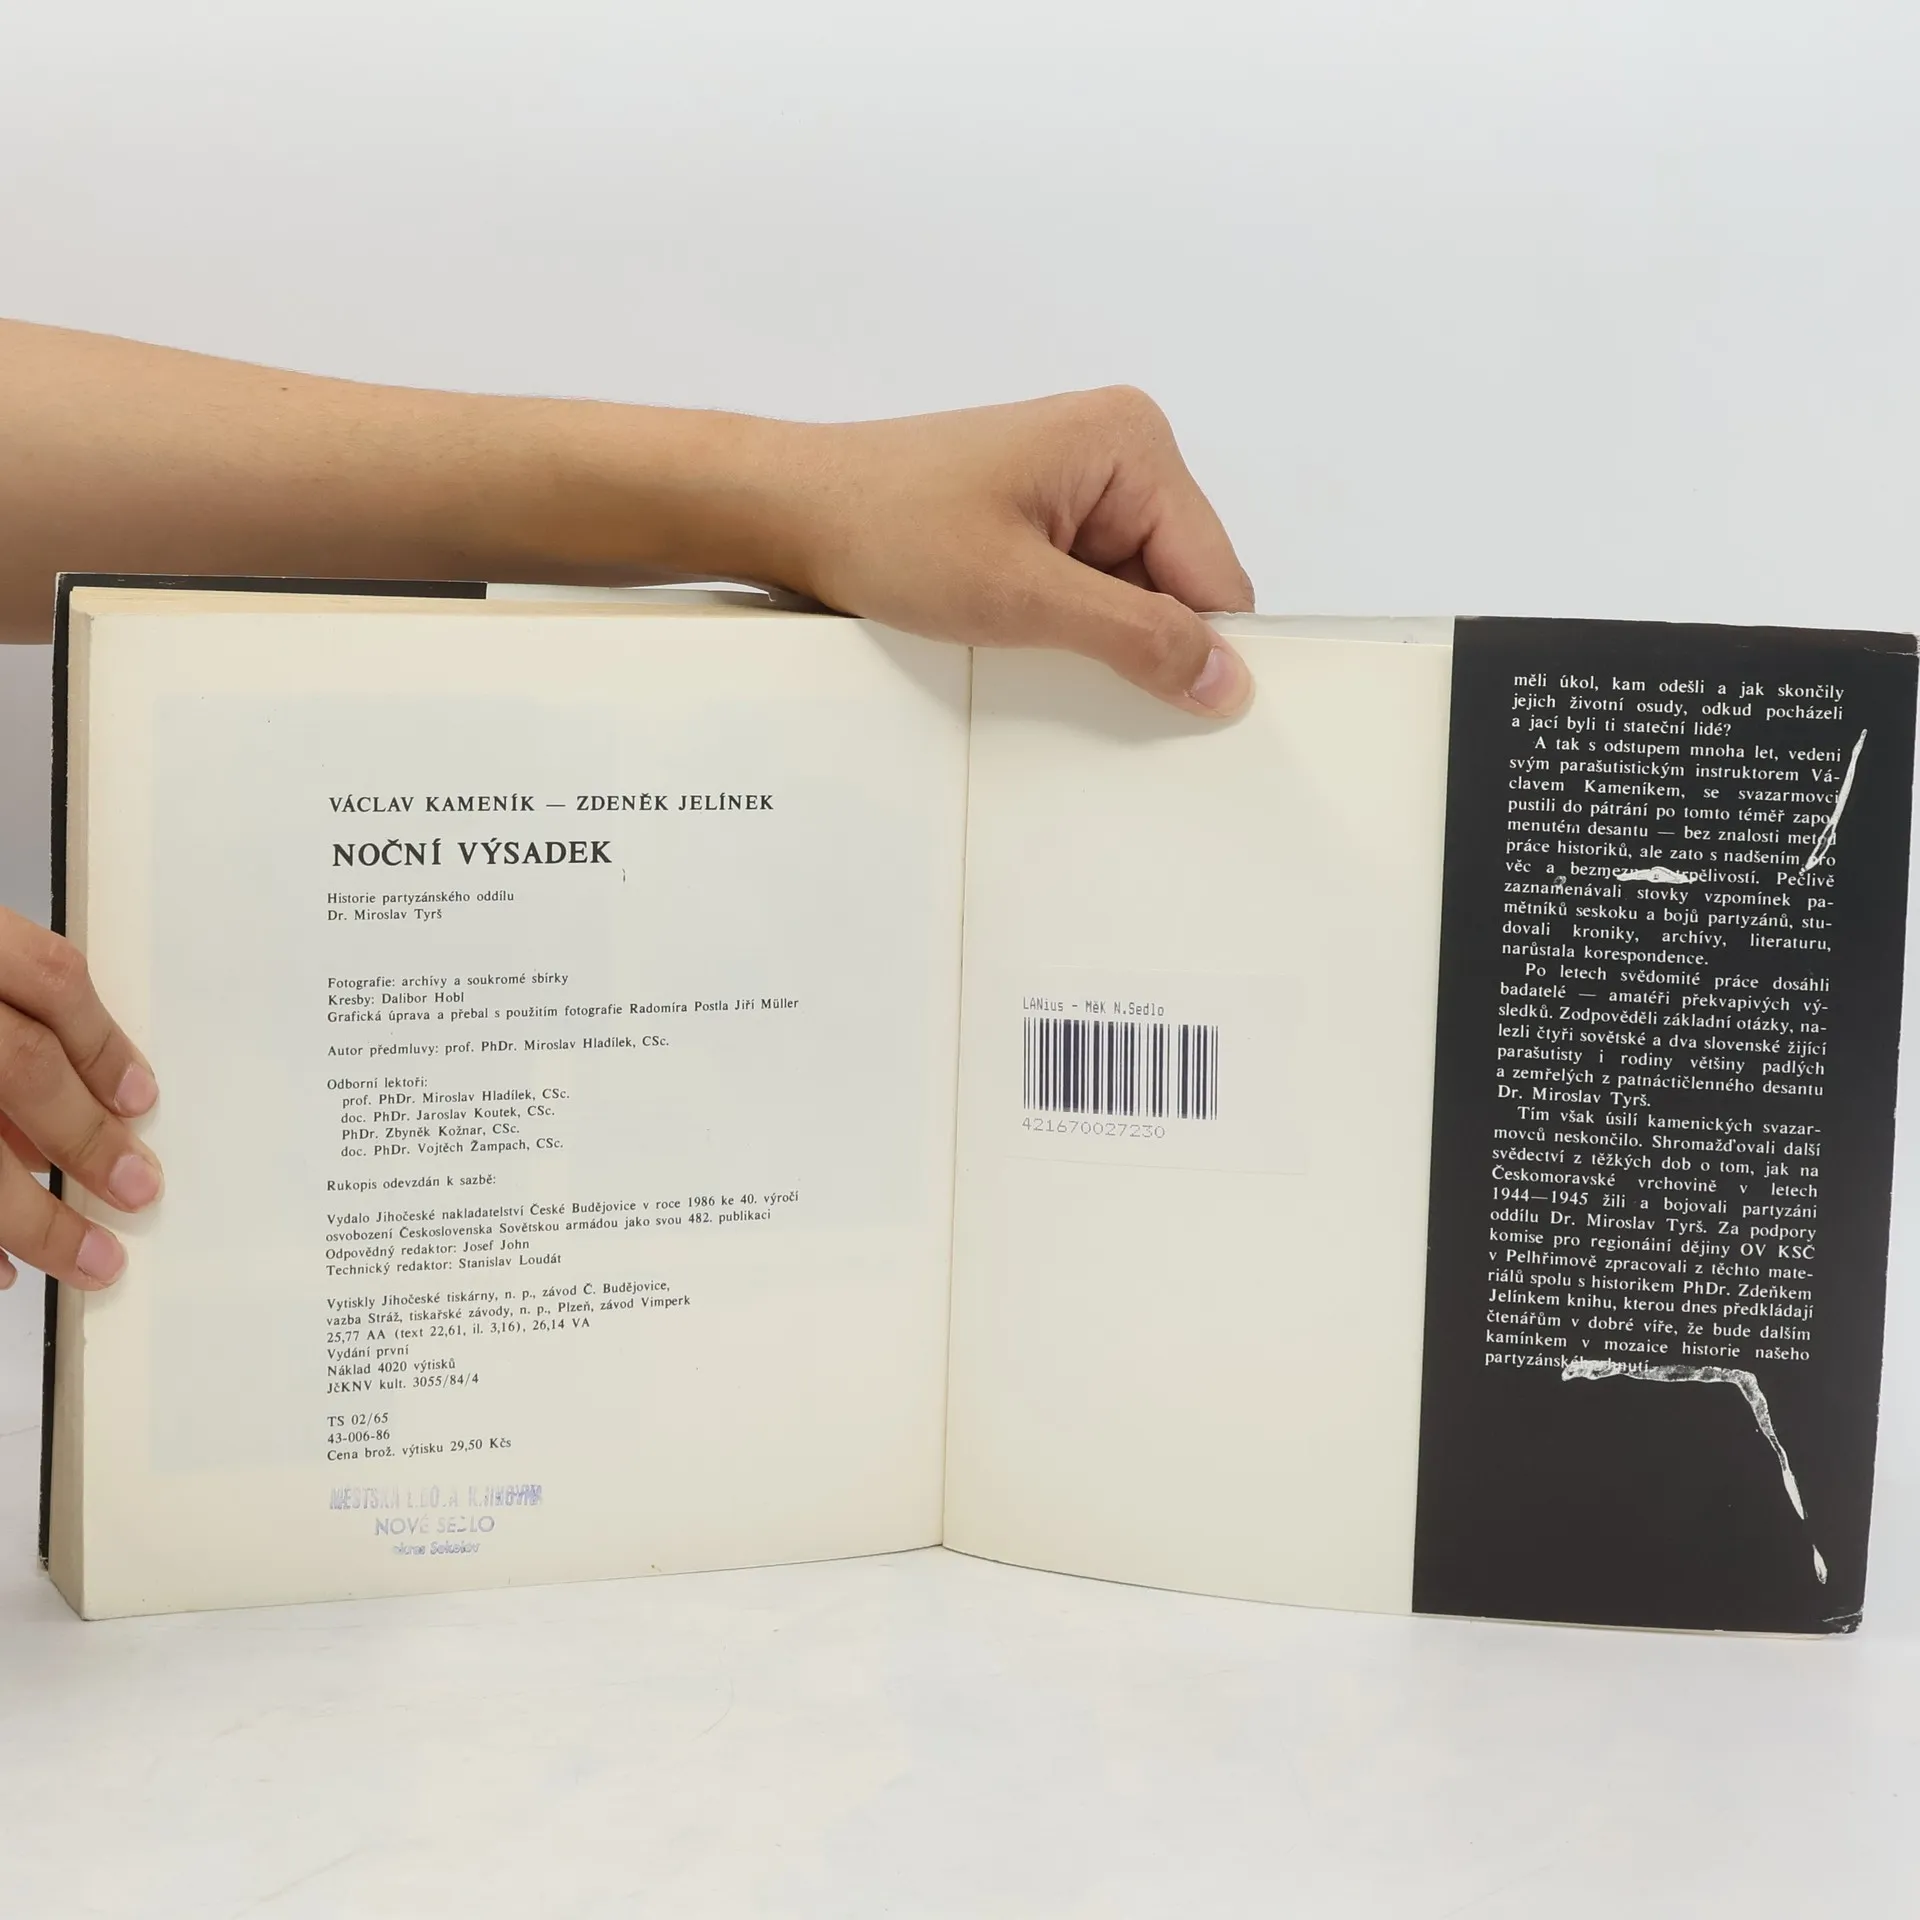 VÁCLAV KAMENÍK — ZDENĚK JELÍNEK
NOČNÍ VÝSADEK
Historie partyzánského oddílu
Dr. Miroslav Tyrš
Fotografie: archívy a soukromé sbírky
Kresby: Dalibor Hobl
Grafická úprava a přebal s použitím fotografie Radomíra Postla Jiří Müller
Autor předmluvy: prof. PhDr. Miroslav Hladílek, CSc.
Odborní lektoři:
prof. PhDr. Miroslav Hladílek, CSc.
doc. PhDr. Jaroslav Koutek, CSc.
PhDr. Zbyněk Kožnar, CSc.
doc. PhDr. Vojtěch Žampach, CSc.
Rukopis odevzdán k sazbě:
Vydalo Jihočeské nakladatelství České Budějovice v roce 1986 ke 40. výročí
osvobození Československa Sovětskou armádou jako svou 482. publikaci
Odpovědný redaktor: Josef John
Technický redaktor: Stanislav Loudát
Vytiskly Jihočeské tiskárny, n. p., závod Č. Budějovice,
vazba Stráž, tiskařské závody, n. p., Plzeň, závod Vimperk
25,77 AA (text 22,61, il. 3,16), 26,14 VA
Vydání první
Náklad 4020 výtisků
JčKNV kult. 3055/84/4
TS 02/65
43-006-86
Cena brož. výtisku 29,50 Kčs
MĚSTSKÁ
NOVÉ SEDLO
okres Sokolov
LANius - MěK N.Sedlo
421670027230
měli úkol, kam odešli a jak skončily
jejich životní osudy, odkud pocházeli
a jací byli ti stateční lidé?
A tak s odstupem mnoha let, vedeni
svým parašutistickým instruktorem Vá-
clavem Kameníkem, se svazarmovci
pustili do pátrání po tomto téměř zapo-
menutém desantu — bez znalosti metod
práce historiků, ale zato s nadšením pro
věc a trpělivostí. Pečlivě
zaznamenávali stovky vzpomínek pa-
mětníků seskoku a bojů partyzánů, stu-
dovali kroniky, archívy, literaturu,
narůstala korespondence.
Po letech svědomité práce dosáhli
badatelé — amatéři překvapivých vý-
sledků. Zodpověděli základní otázky, na-
lezli čtyři sovětské a dva slovenské žijící
parašutisty i rodiny většiny padlých
a zemřelých z patnáctičlenného desantu
Dr. Miroslav Tyrš.
Tím však úsilí kamenických svazar-
movců neskončilo. Shromažďovali další
svědectví z těžkých dob o tom, jak na
Českomoravské vrchovině v letech
1944—1945 žili a bojovali partyzáni
oddílu Dr. Miroslav Tyrš. Za podpory
komise pro regionáiní dějiny OV KSČ
v Pelhřimově zpracovali z těchto mate-
riálů spolu s historikem PhDr. Zdeňkem
Jelínkem knihu, kterou dnes předkládají
čtenářům v dobré víře, že bude dalším
kamínkem v mozaice historie našeho
partyzánského hnutí.